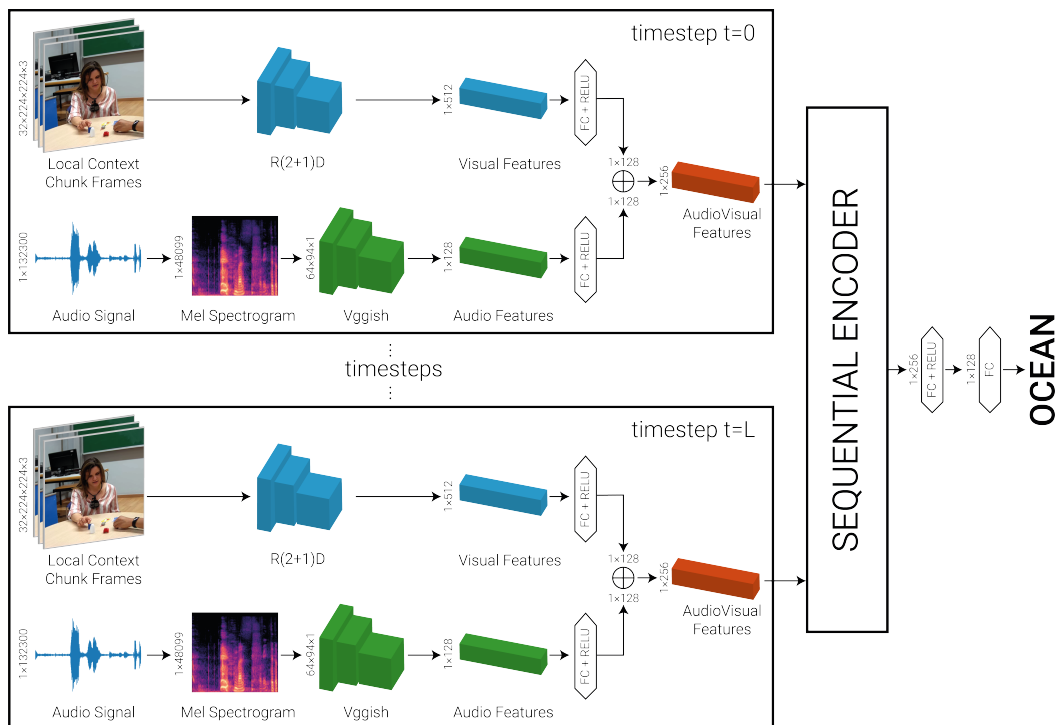 timestep t=0
32×224×224×3
Local Context
Chunk Frames
R(2+1)D
1×512
Visual Features
FC + RELU
1×128
1×128
1×256
AudioVisual
Features
1×132300
Audio Signal
1×48099
Mel Spectrogram
64×94×1
Vggish
1×128
Audio Features
FC + RELU
timesteps
timestep t=L
32×224×224×3
Local Context
Chunk Frames
R(2+1)D
1×512
Visual Features
FC + RELU
1×128
1×128
1×256
AudioVisual
Features
1×132300
Audio Signal
1×48099
Mel Spectrogram
64×94×1
Vggish
1×128
Audio Features
FC + RELU
SEQUENTIAL ENCODER
1×256
FC + RELU
1×128
FC
OCEAN